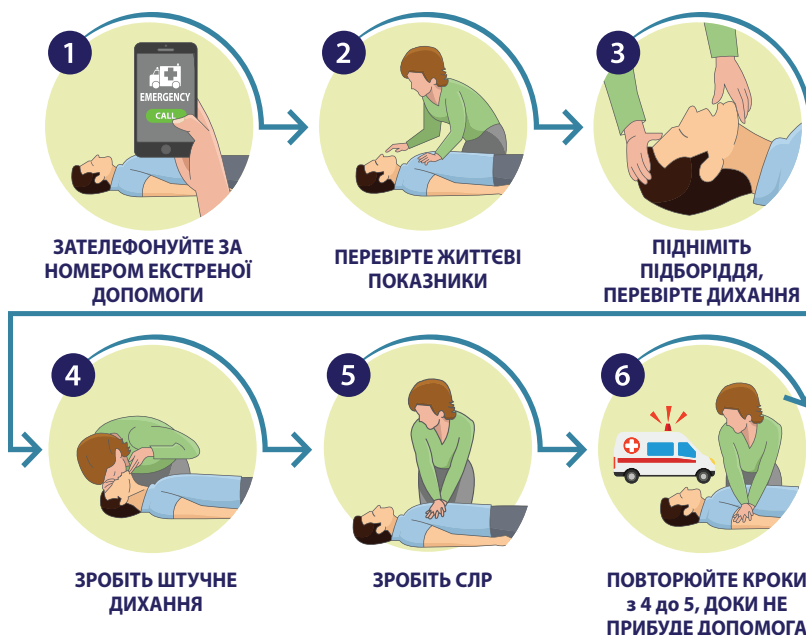 1
EMERGENCY
CALL
ЗАТЕЛЕФОНУЙТЕ ЗА
НОМЕРОМ ЕКСТРЕНОЇ
ДОПОМОГИ
2
ПЕРЕВІРТЕ ЖИТТЄВІ
ПОКАЗНИКИ
3
ПІДНІМІТЬ
ПІДБОРІДДЯ,
ПЕРЕВІРТЕ ДИХАННЯ
4
ЗРОБІТЬ ШТУЧНЕ
ДИХАННЯ
5
ЗРОБІТЬ СЛР
6
ПОВТОРЮЙТЕ КРОКИ
з 4 до 5, ДОКИ НЕ
ПРИБУДЕ ДОПОМОГА